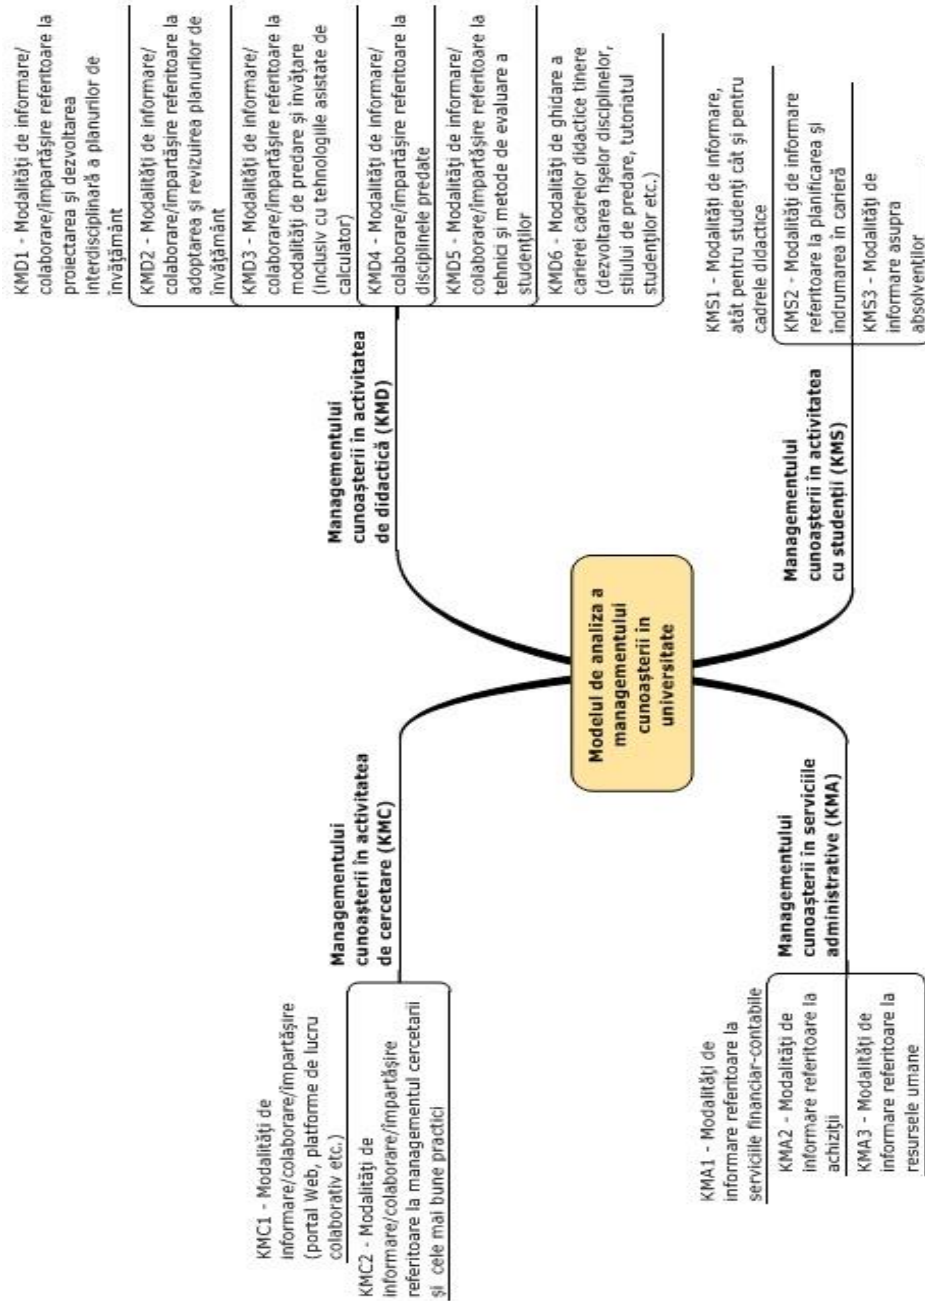 KMC1 - Modalități de
informare/colaborare/împartășire
(portal Web, platforme de lucru
colaborativ etc.)
KMC2 - Modalități de
informare/colaborare/împartășire
referitoare la managementul cercetarii
și cele mai bune practici
Managementului
cunoașterii în activitatea
de cercetare (KMC)
Managementului
cunoașterii in activitatea
de didactică (KMD)
KMD1 - Modalități de informare/
colaborare/împartășire referitoare la
proiectarea și dezvoltarea
interdisciplinară a planurilor de
învățământ
KMD2 - Modalități de informare/
colaborare/împartășire referitoare la
adoptarea și revizuirea planurilor de
învățământ
KMD3 - Modalități de informare/
colaborare/împartășire referitoare la
modalități de predare și învățare
(inclusiv cu tehnologiile asistate de
calculator)
KMD4 - Modalități de informare/
colaborare/împartășire referitoare la
disciplinele predate
KMD5 - Modalități de informare/
colaborare/împartășire referitoare la
tehnici și metode de evaluare a
studenților
KMD6 - Modalități de ghidare a
carierei cadrelor didactice tinere
(dezvoltarea fișelor disciplinelor,
stilului de predare, tutoriatul
studenților etc.)
Modelul de analiza a
managementului
cunoașterii in
universitate
KMA1 - Modalități de
informare referitoare la
serviciile financiar-contabile
KMA2 - Modalități de
informare referitoare la
achiziții
KMA3 - Modalități de
informare referitoare la
resursele umane
Managementului
cunoașterii in serviciile
administrative (KMA)
Managementului
cunoașterii în activitatea
cu studenții (KMS)
KMS1 - Modalități de informare,
atât pentru studenți cât și pentru
cadrele didactice
KMS2 - Modalități de informare
referitoare la planificarea și
îndrumarea în carieră
KMS3 - Modalități de
informare asupra
absolvenților